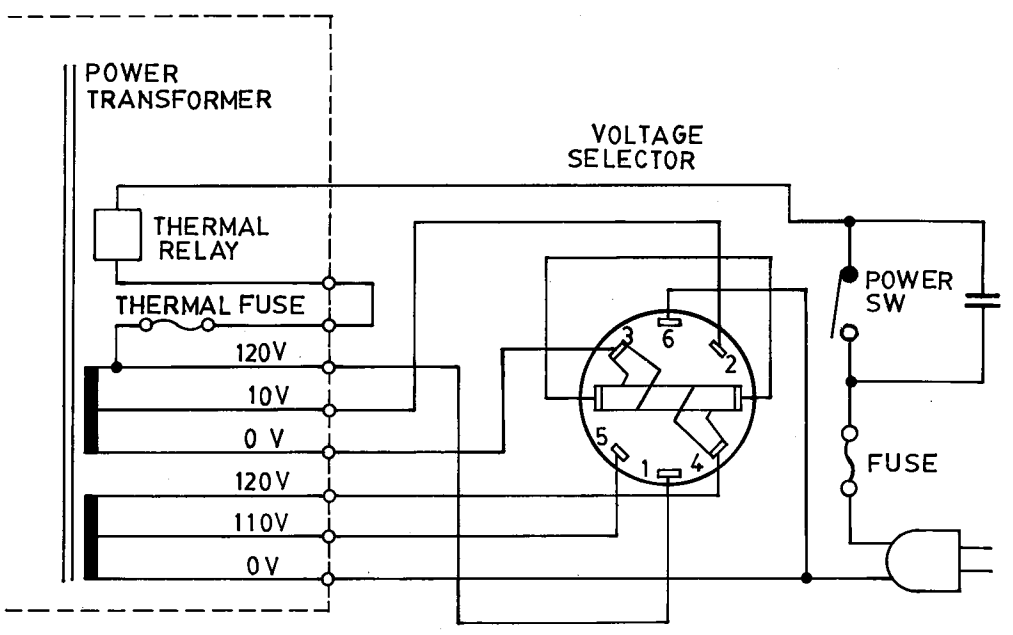 POWER
TRANSFORMER
VOLTAGE
SELECTOR
THERMAL
RELAY
POWER
SW
THERMAL FUSE
6
3
2
120V
10V
0 V
5
1
4
FUSE
120V
110V
0V